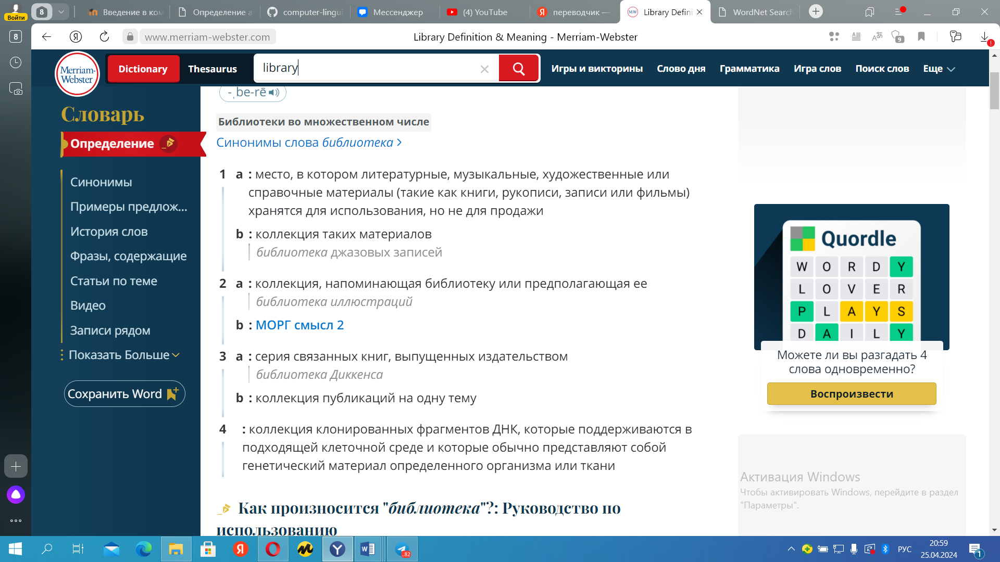 Войти
8
Введение в ком
Определение а
computer-lingui
Мессенджер
(4) YouTube
переводчик —
Library Defini
WordNet Search
8
www.merriam-webster.com
Library Definition & Meaning - Merriam-Webster
9
Merriam-
Webster
Dictionary
Thesaurus
library
Игры и викторины
Слово дня
Грамматика
Игра слов
Поиск слов
Еще
-ˌbe-rē
Словарь
Определение
Синонимы
Примеры предлож...
История слов
Фразы, содержащие
Статьи по теме
Видео
Записи рядом
Показать Больше
Сохранить Word
Библиотеки во множественном числе
Синонимы слова библиотека >
1 a : место, в котором литературные, музыкальные, художественные или
справочные материалы (такие как книги, рукописи, записи или фильмы)
хранятся для использования, но не для продажи
b : коллекция таких материалов
библиотека джазовых записей
2 a : коллекция, напоминающая библиотеку или предполагающая ее
библиотека иллюстраций
b : МОРГ смысл 2
3 a : серия связанных книг, выпущенных издательством
библиотека Диккенса
b : коллекция публикаций на одну тему
4 : коллекция клонированных фрагментов ДНК, которые поддерживаются в
подходящей клеточной среде и которые обычно представляют собой
генетический материал определенного организма или ткани
Как произносится "библиотека"?: Руководство по
использованию
Quordle
W O R D Y
L O V E R
P L A Y S
D A I L Y
Можете ли вы разгадать 4
слова одновременно?
Воспроизвести
Активация Windows
Чтобы активировать Windows, перейдите в раздел
"Параметры".
82
РУС
20:59
25.04.2024
1